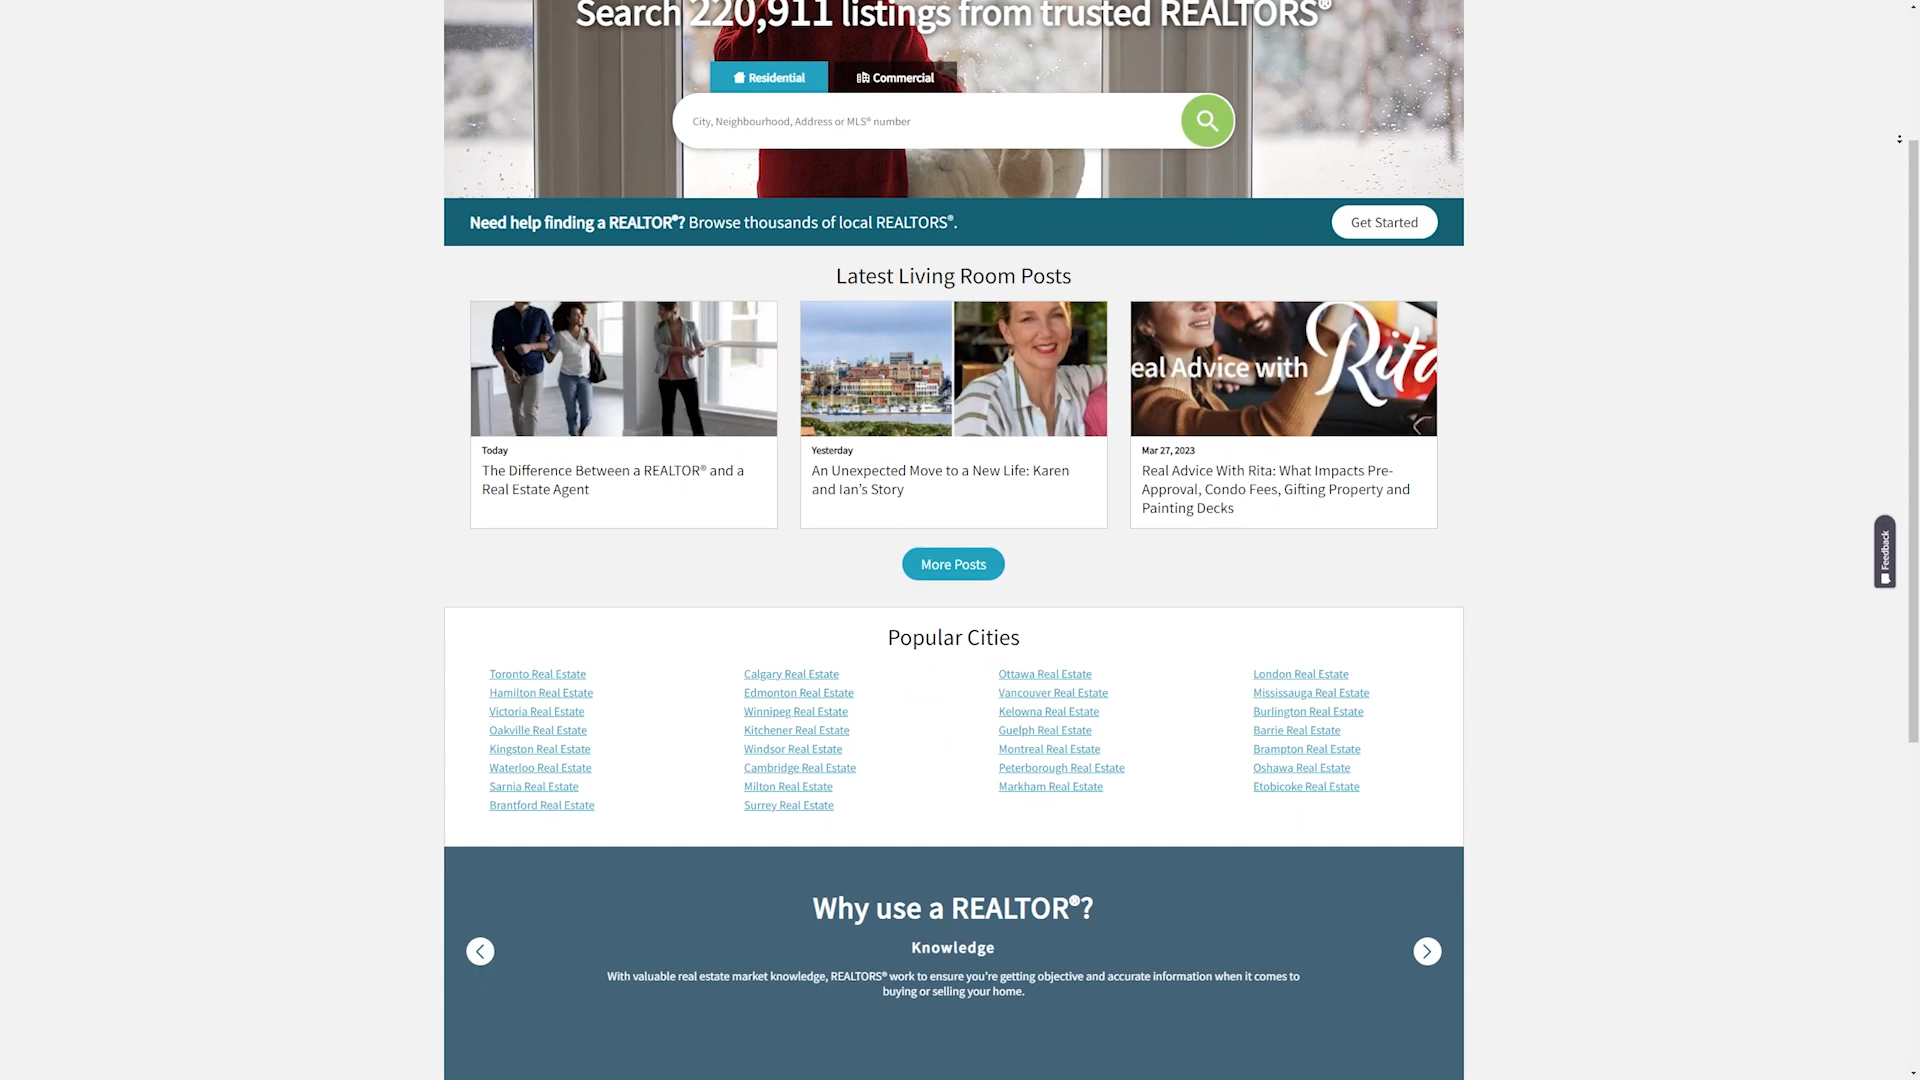 Search 220,911 listings from trusted REALTORS®
Residential
Commercial
City, Neighbourhood, Address or MLS® number
Need help finding a REALTOR®? Browse thousands of local REALTORS®.
Get Started
Latest Living Room Posts
eal Advice with Rita
Today
The Difference Between a REALTOR® and a
Real Estate Agent
Yesterday
An Unexpected Move to a New Life: Karen
and Ian’s Story
Mar 27, 2023
Real Advice With Rita: What Impacts Pre-
Approval, Condo Fees, Gifting Property and
Painting Decks
More Posts
Feedback
Popular Cities
Toronto Real Estate
Hamilton Real Estate
Victoria Real Estate
Oakville Real Estate
Kingston Real Estate
Waterloo Real Estate
Sarnia Real Estate
Brantford Real Estate
Calgary Real Estate
Edmonton Real Estate
Winnipeg Real Estate
Kitchener Real Estate
Windsor Real Estate
Cambridge Real Estate
Milton Real Estate
Surrey Real Estate
Ottawa Real Estate
Vancouver Real Estate
Kelowna Real Estate
Guelph Real Estate
Montreal Real Estate
Peterborough Real Estate
Markham Real Estate
London Real Estate
Mississauga Real Estate
Burlington Real Estate
Barrie Real Estate
Brampton Real Estate
Oshawa Real Estate
Etobicoke Real Estate
Why use a REALTOR®?
Knowledge
With valuable real estate market knowledge, REALTORS® work to ensure you’re getting objective and accurate information when it comes to
buying or selling your home.